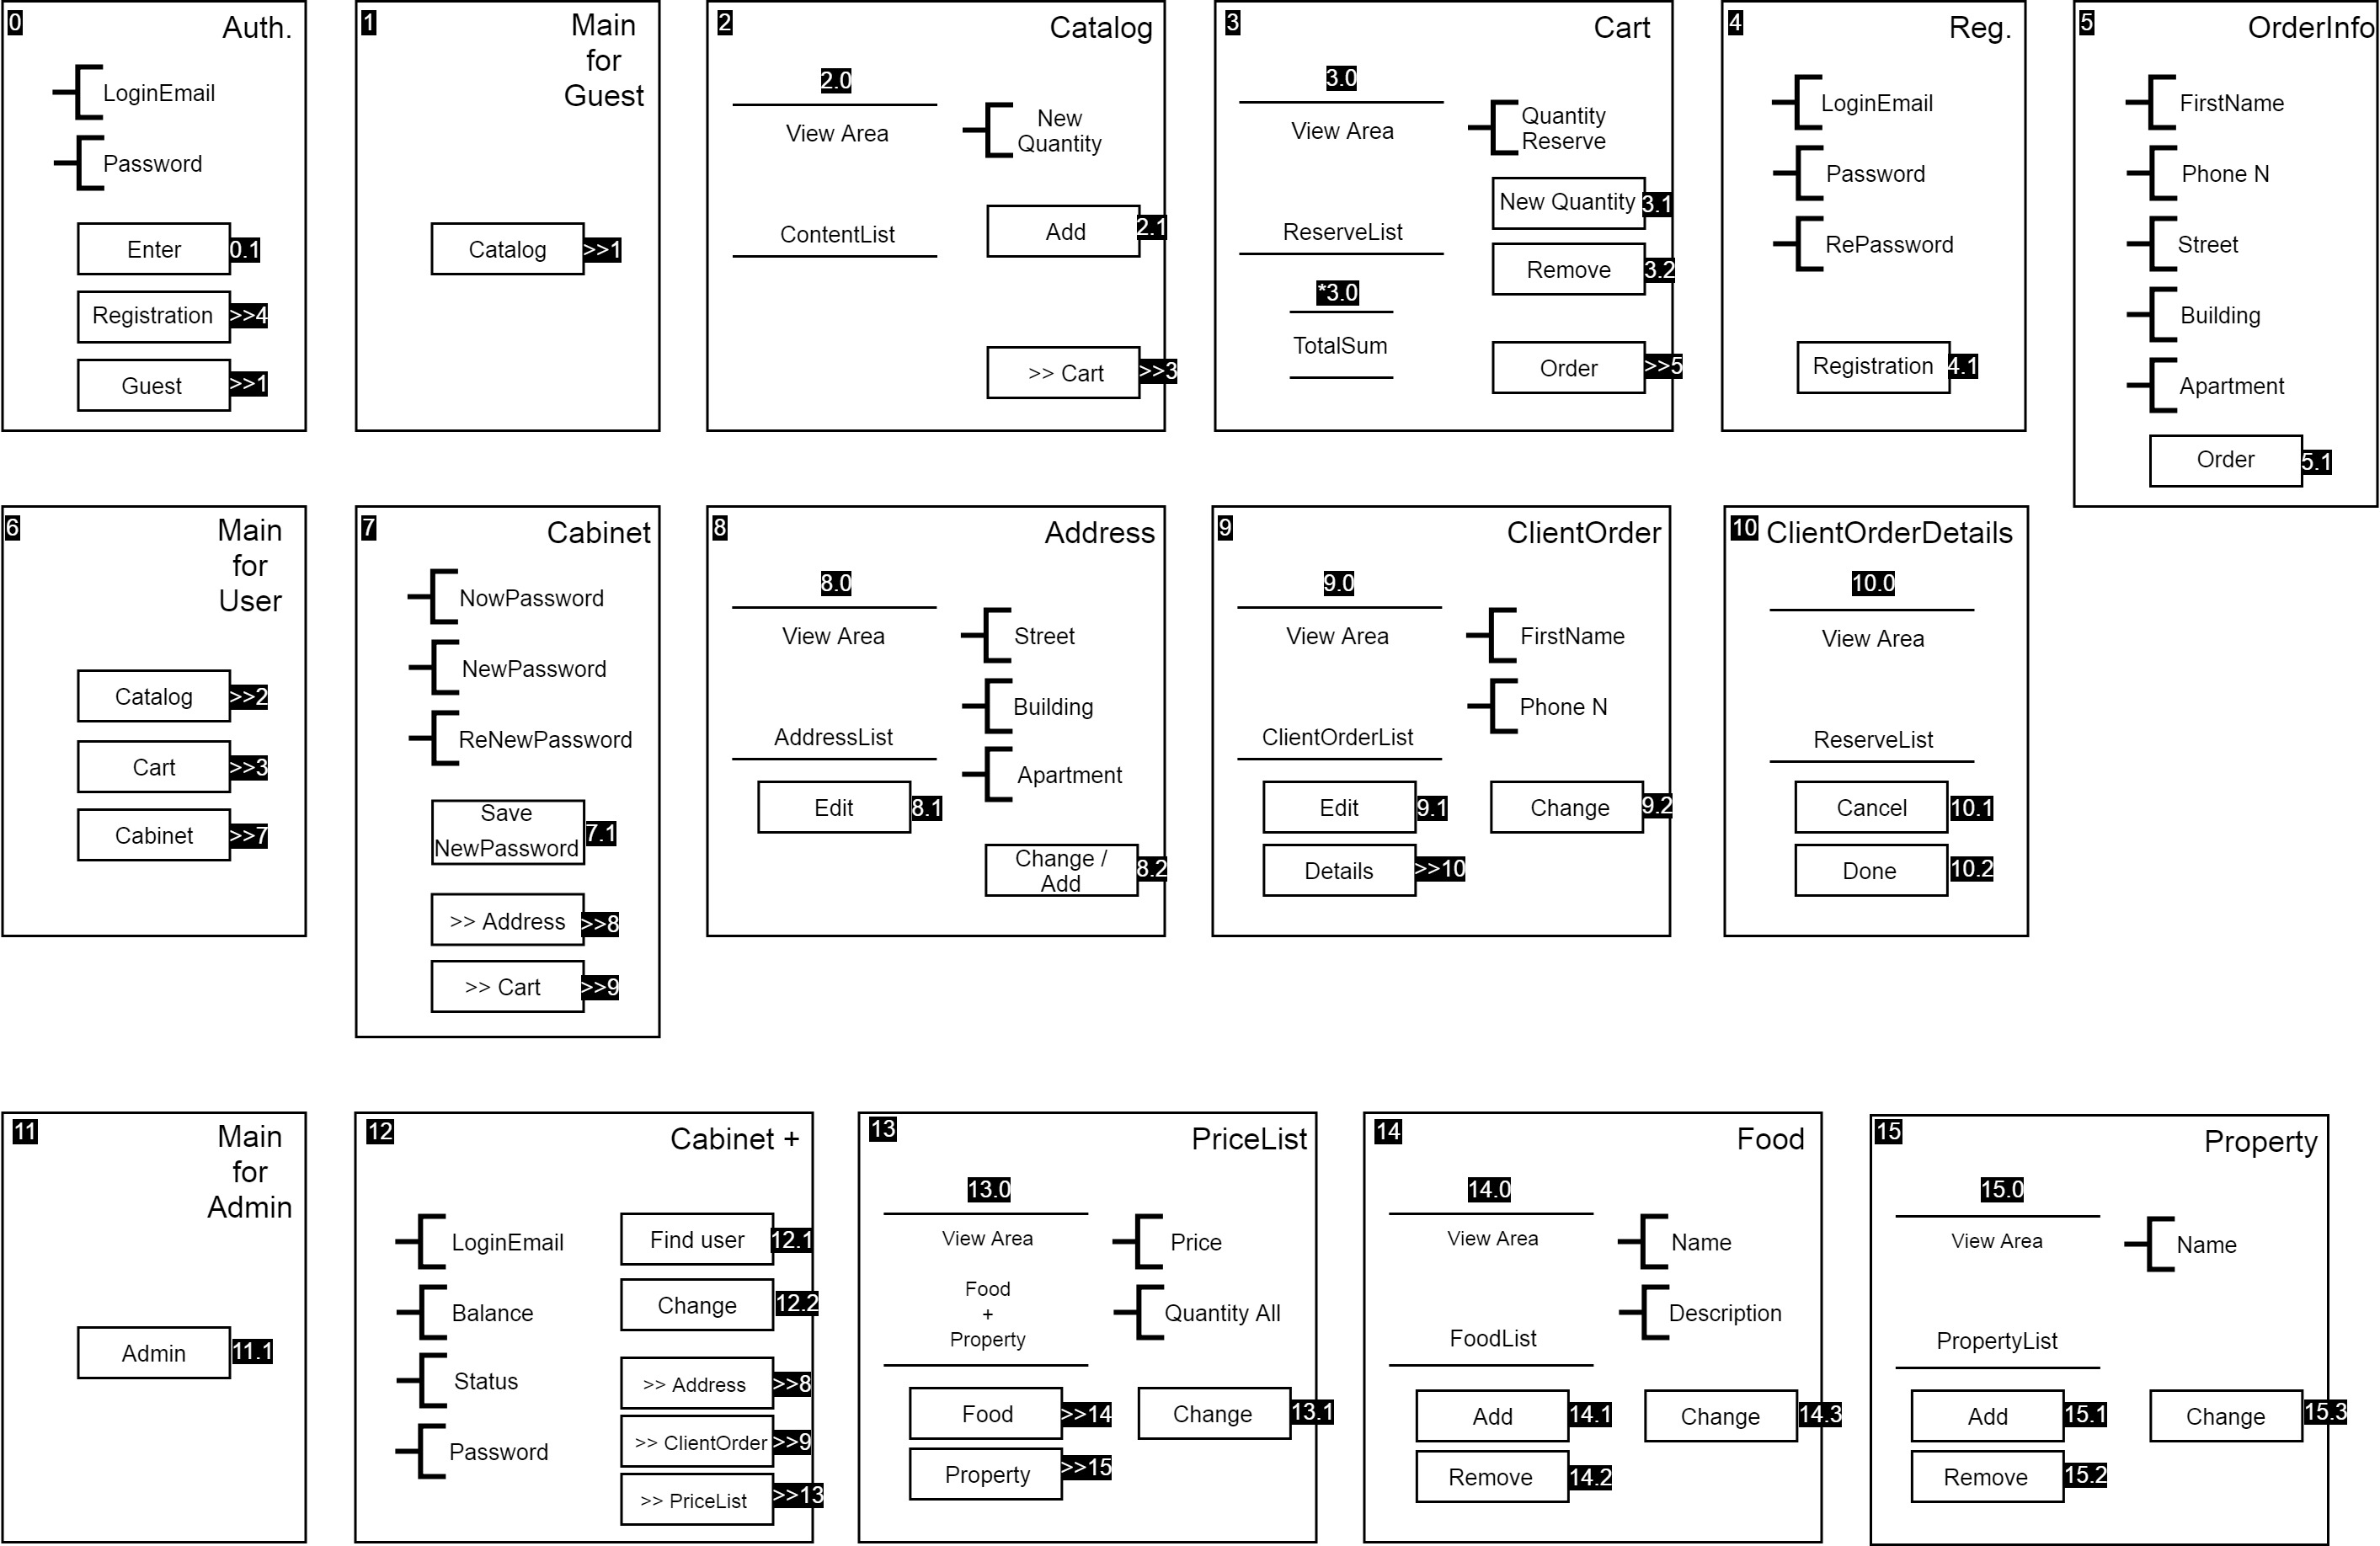 0
Auth.
LoginEmail
Password
Enter
0.1
Registration
>>4
Guest
>>1
1
Main
for
Guest
Catalog
>>1
2
Catalog
2.0
View Area
ContentList
New
Quantity
Add
2.1
>> Cart
>>3
3
Cart
3.0
View Area
ReserveList
*3.0
TotalSum
Quantity
Reserve
New Quantity
3.1
Remove
3.2
Order
>>5
4
Reg.
LoginEmail
Password
RePassword
Registration
4.1
5
OrderInfo
FirstName
Phone N
Street
Building
Apartment
Order
5.1
6
Main
for
User
Catalog
>>2
Cart
>>3
Cabinet
>>7
7
Cabinet
NowPassword
NewPassword
ReNewPassword
Save
NewPassword
7.1
>> Address
>>8
>> Cart
>>9
8
Address
8.0
View Area
AddressList
Edit
8.1
Street
Building
Apartment
Change /
Add
8.2
9
ClientOrder
9.0
View Area
ClientOrderList
Edit
9.1
Details
>>10
FirstName
Phone N
Change
9.2
10
ClientOrderDetails
10.0
View Area
ReserveList
Cancel
10.1
Done
10.2
11
Main
for
Admin
Admin
11.1
12
Cabinet +
LoginEmail
Balance
Status
Password
Find user
12.1
Change
12.2
>> Address
>>8
>> ClientOrder
>>9
>> PriceList
>>13
13
PriceList
13.0
View Area
Food
+
Property
Food
>>14
Property
>>15
Price
Quantity All
Change
13.1
14
Food
14.0
View Area
FoodList
Add
14.1
Remove
14.2
Name
Description
Change
14.3
15
Property
15.0
View Area
PropertyList
Add
15.1
Remove
15.2
Name
Change
15.3